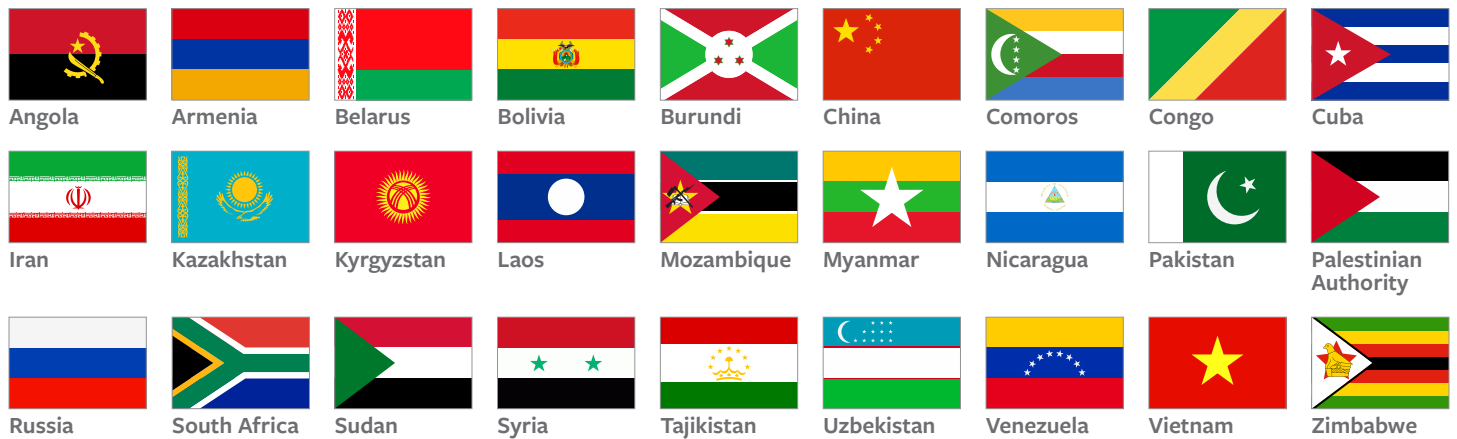 Angola
Armenia
Belarus
Bolivia
Burundi
China
Comoros
Congo
Cuba
Iran
Kazakhstan
Kyrgyzstan
Laos
Mozambique
Myanmar
Nicaragua
Pakistan
Palestinian
Authority
Russia
South Africa
Sudan
Syria
Tajikistan
Uzbekistan
Venezuela
Vietnam
Zimbabwe